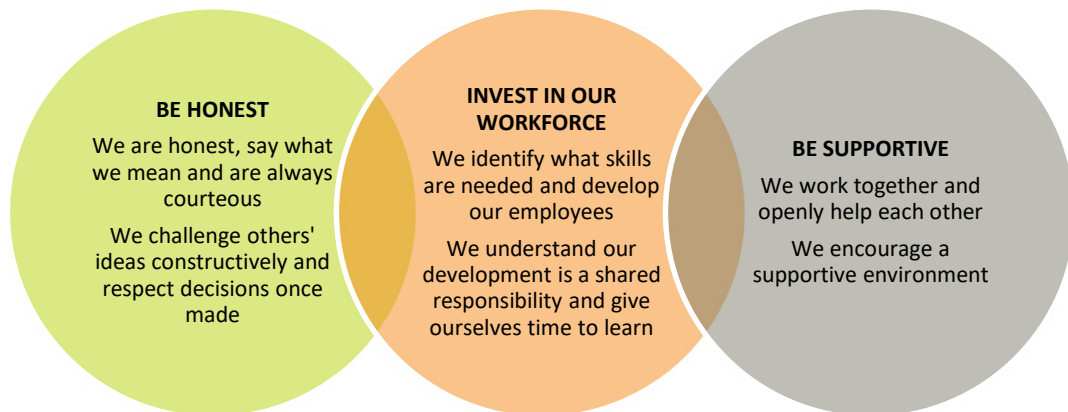 BE HONEST
We are honest, say what
we mean and are always
courteous
We challenge others'
ideas constructively and
respect decisions once
made
INVEST IN OUR
WORKFORCE
We identify what skills
are needed and develop
our employees
We understand our
development is a shared
responsibility and give
ourselves time to learn
BE SUPPORTIVE
We work together and
openly help each other
We encourage a
supportive environment